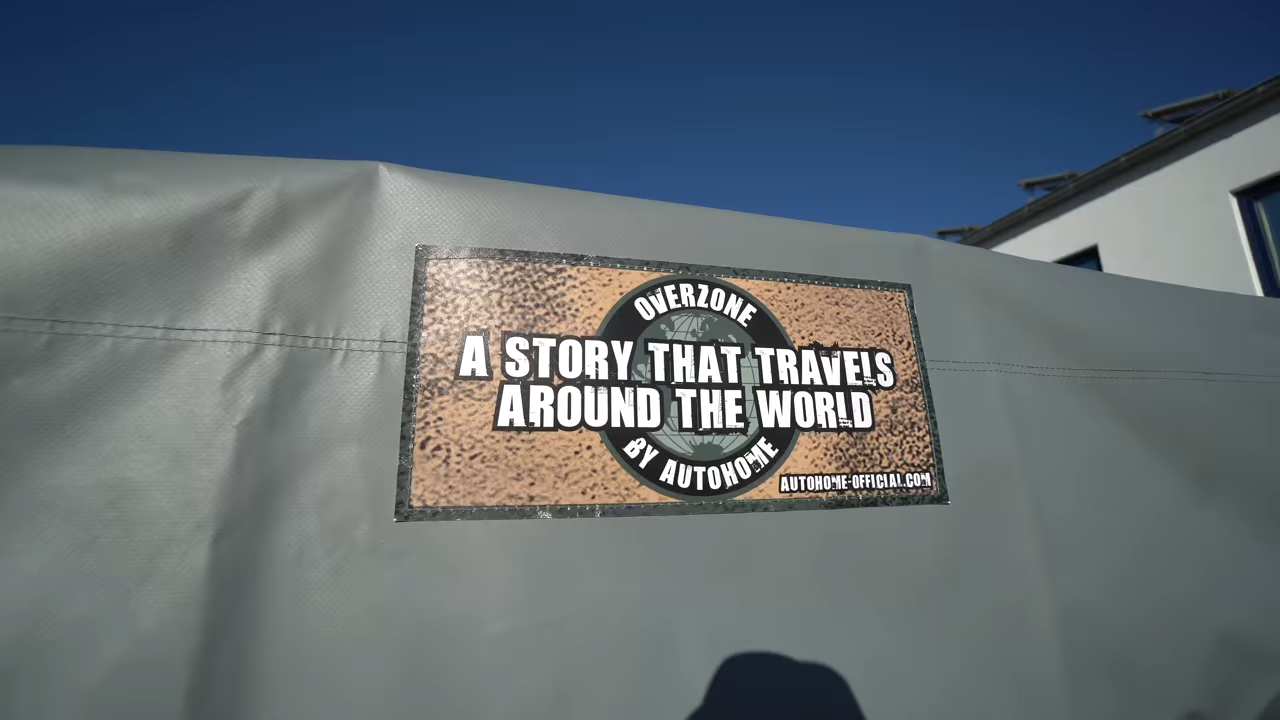 OVERZONE
A STORY THAT TRAVELS
AROUND THE WORLD
BY AUTOHOME
AUTOHOME-OFFICIAL.COM